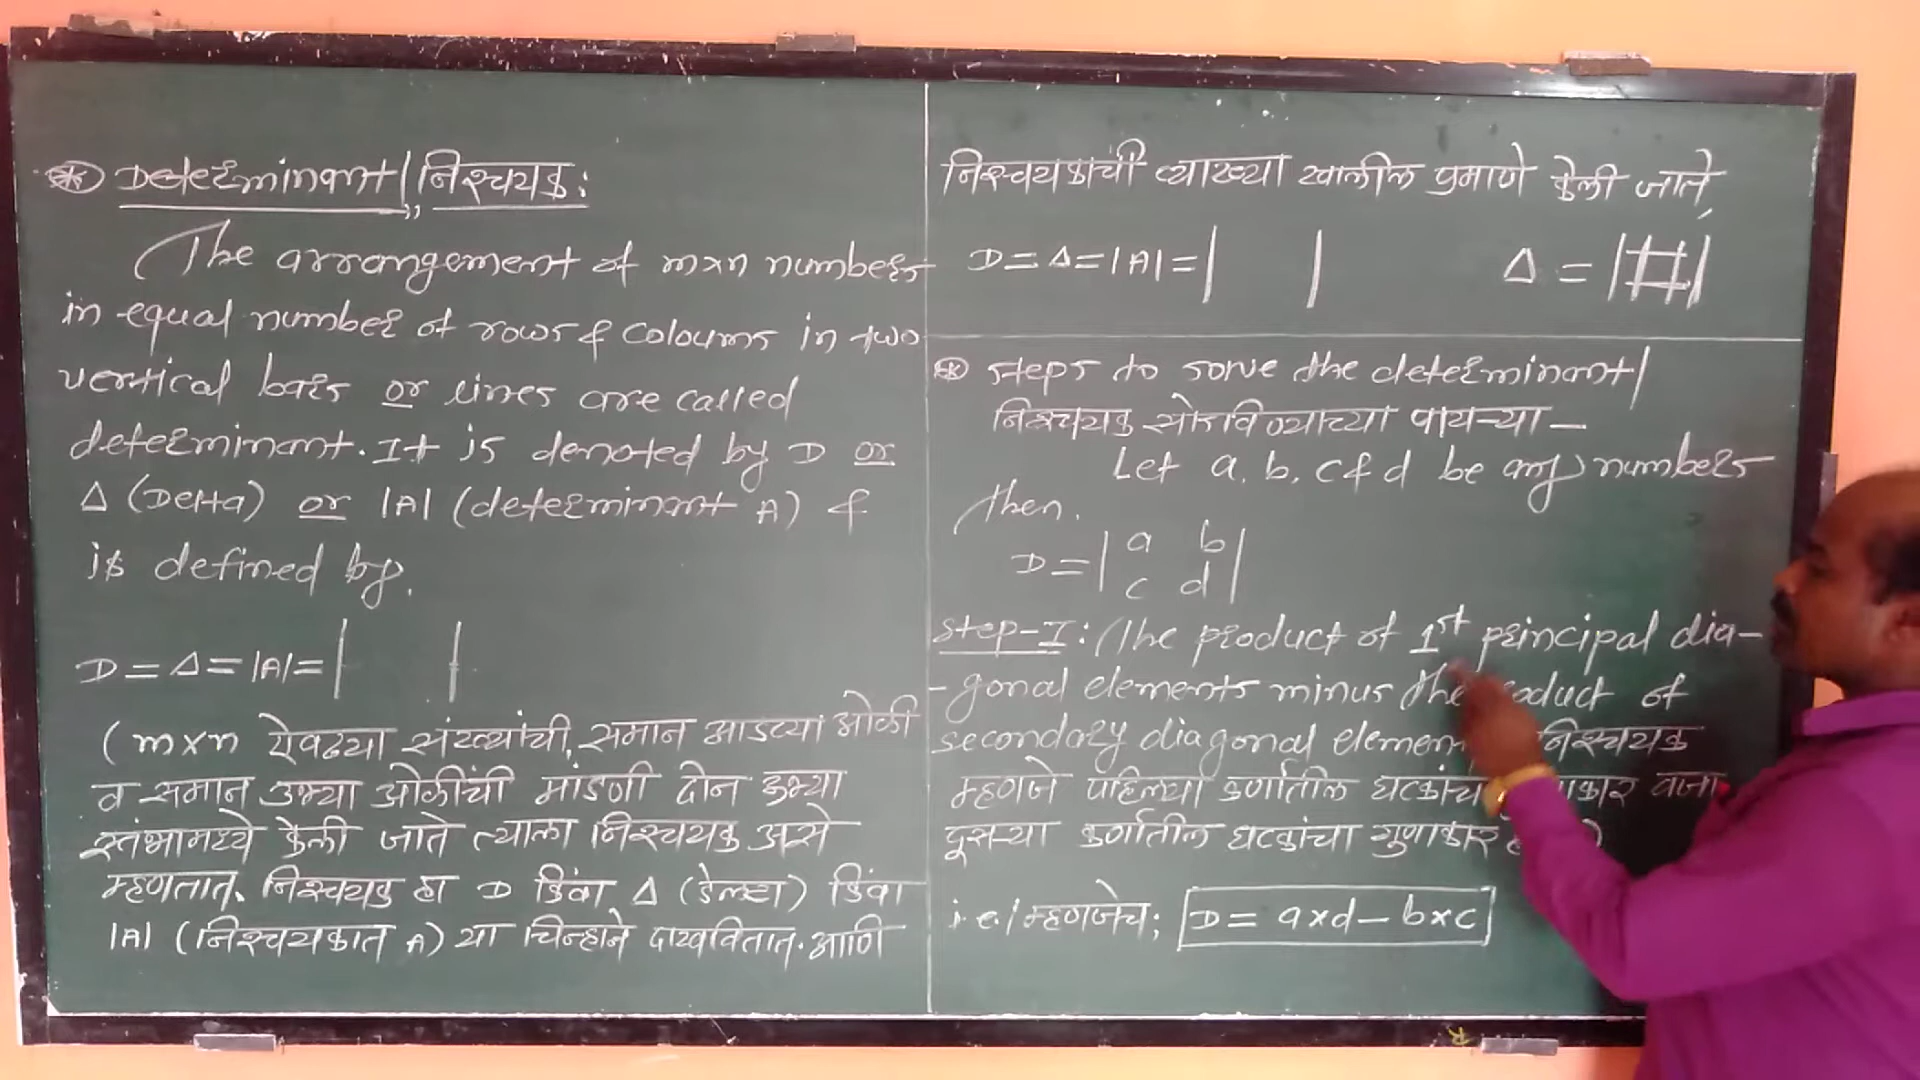 * Determinant/निश्चयक:
The arrangement of m×n numbers
in equal number of rows & coloums in two
vertical bars or lines are called
determinant. It is denoted by D or
Δ (Delta) or |A| (determinant A) &
is defined by.
D = Δ = |A| = |     |
(m×n ऐवढ्या संख्यांची, समान आडव्या ओळी
व समान उभ्या ओळींची मांडणी दोन उभ्या
स्तंभामध्ये केली जाते त्याला निश्चयक असे
म्हणतात. निश्चयक हा D किंवा Δ (डेल्टा) किंवा
|A| (निश्चयकात A) या चिन्हाने दाखवितात. आणि
निश्चयकाची व्याख्या खालील प्रमाणे केली जाते,
D = Δ = |A| = |     |     Δ = |#|
* Steps to solve the determinant/
निश्चयक सोडविण्याच्या पायऱ्या –
Let a, b, c & d be any numbers
then.
D = | a b |
| c d |
Step-I: (The product of 1st principal dia-
-gonal elements minus the product of
secondary diagonal elemen निश्चयक
म्हणजे पहिल्या कर्णातील घटकांच वजा
दुसऱ्या कर्णातील घटकांचा गुणाकार )
i.e./म्हणजेच; D = a×d – b×c
R